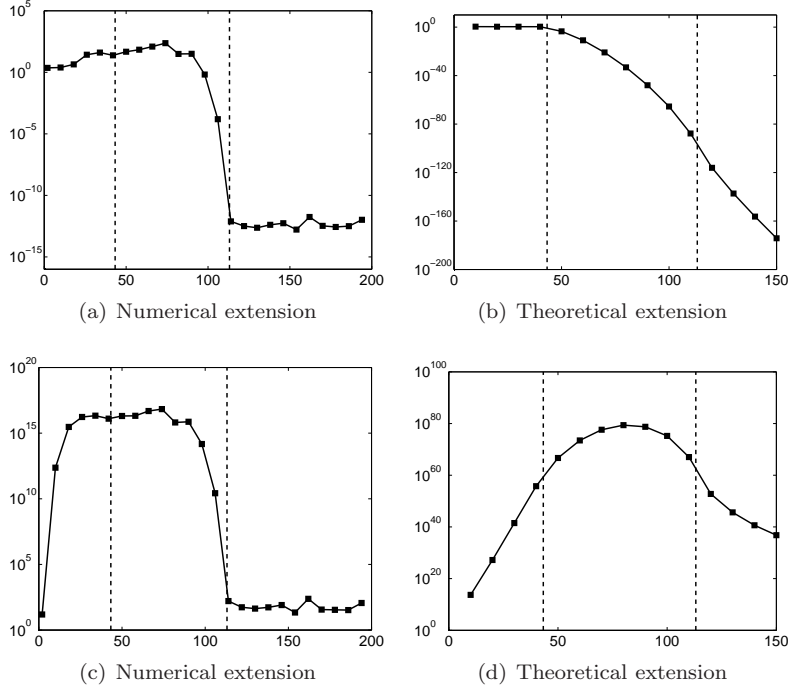 10^5
10^0
10^−5
10^−10
10^−15
0 50 100 150 200
(a) Numerical extension
10^0
10^−40
10^−80
10^−120
10^−160
10^−200
0 50 100 150
(b) Theoretical extension
10^20
10^15
10^10
10^5
10^0
0 50 100 150 200
(c) Numerical extension
10^100
10^80
10^60
10^40
10^20
10^0
0 50 100 150
(d) Theoretical extension